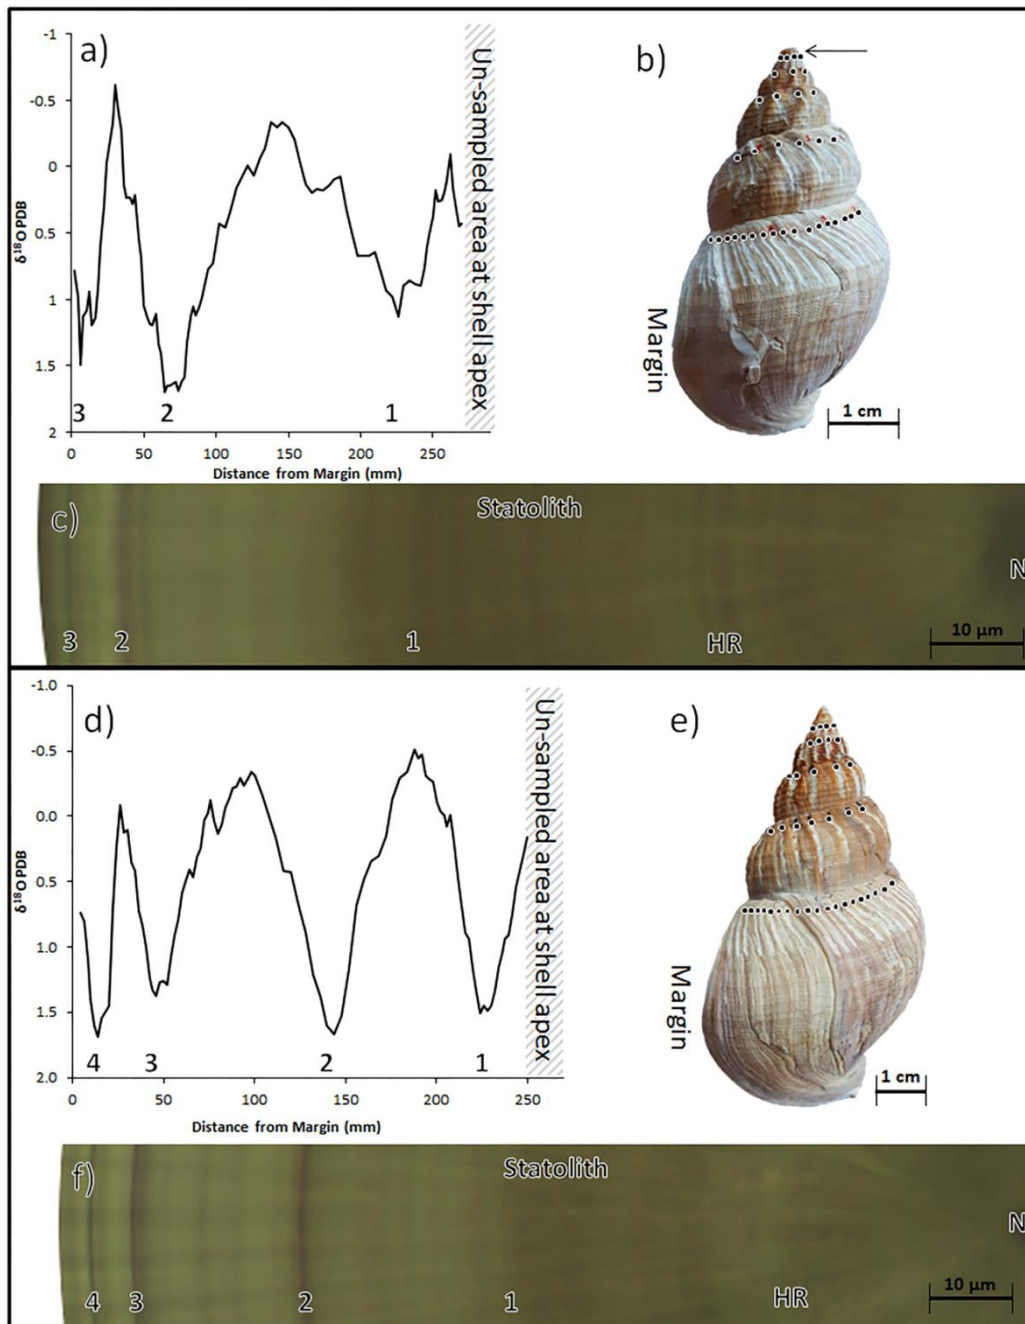 a)
-1
-0.5
0
0.5
1
1.5
2
δ18O PDB
3
2
1
0
50
100
150
200
250
Distance from Margin (mm)
Un-sampled area at shell apex
b)
Margin
1 cm
c)
Statolith
3
2
1
HR
N
10 µm
d)
-1.0
-0.5
0.0
0.5
1.0
1.5
2.0
δ18O PDB
4
3
2
1
0
50
100
150
200
250
Distance from Margin (mm)
Un-sampled area at shell apex
e)
Margin
1 cm
f)
Statolith
4
3
2
1
HR
N
10 µm